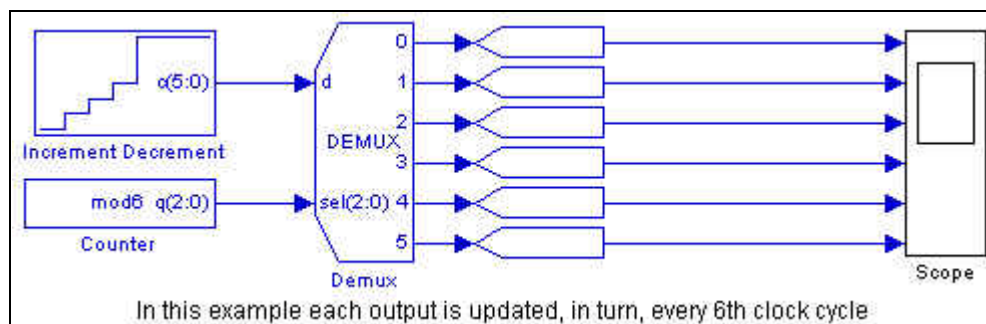 0
q(5:0)
d
1
Increment Decrement
2
DEMUX
3
mod6 q(2:0)
sel(2:0)
4
Counter
5
Demux
Scope
In this example each output is updated, in turn, every 6th clock cycle